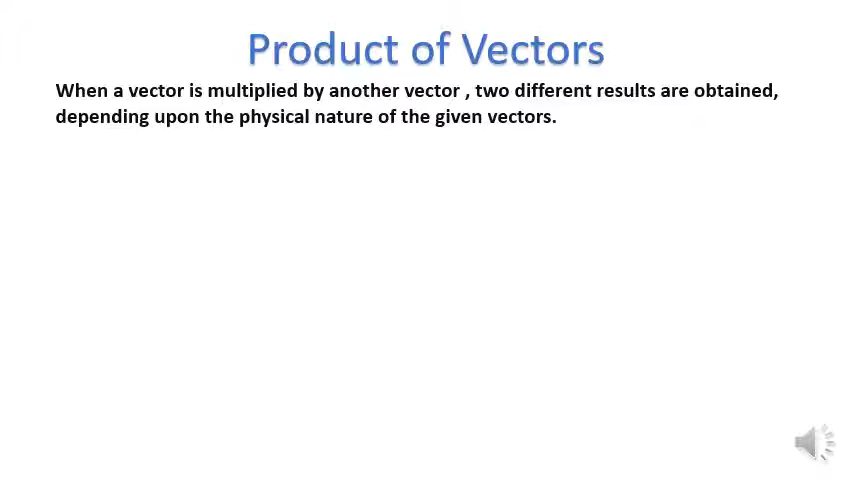 Product of Vectors
When a vector is multiplied by another vector , two different results are obtained,
depending upon the physical nature of the given vectors.